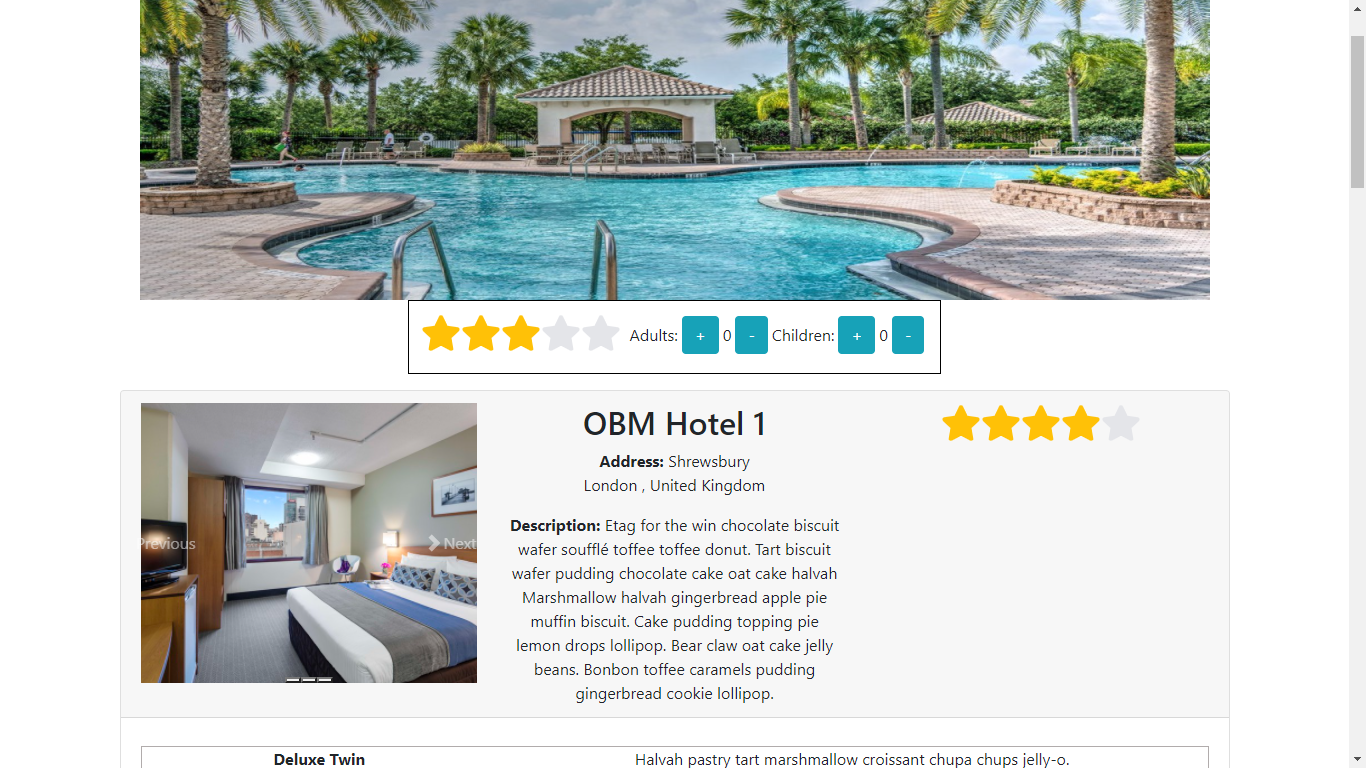 Adults: + 0 - Children: + 0 -
OBM Hotel 1
Address: Shrewsbury
London , United Kingdom
Description: Etag for the win chocolate biscuit
wafer soufflé toffee toffee donut. Tart biscuit
wafer pudding chocolate cake oat cake halvah
Marshmallow halvah gingerbread apple pie
muffin biscuit. Cake pudding topping pie
lemon drops lollipop. Bear claw oat cake jelly
beans. Bonbon toffee caramels pudding
gingerbread cookie lollipop.
Previous
Next
Deluxe Twin
Halvah pastry tart marshmallow croissant chupa chups jelly-o.